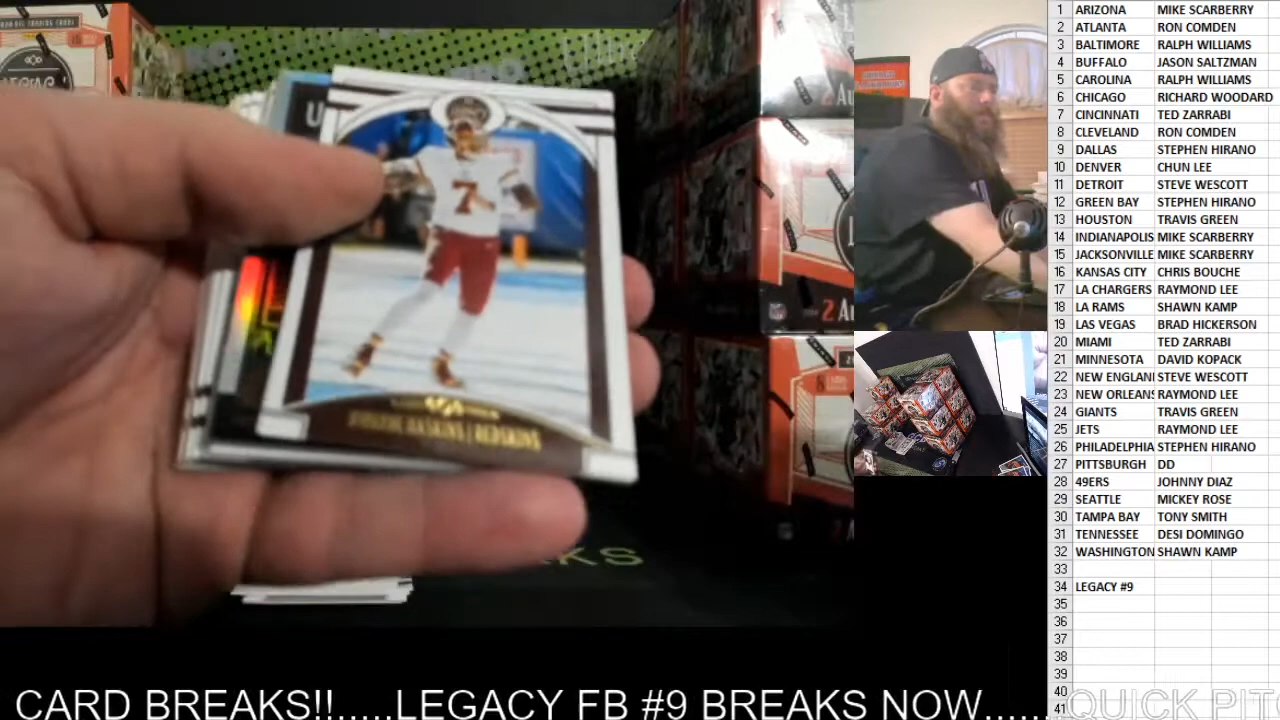 1 ARIZONA MIKE SCARBERRY
2 ATLANTA RON COMDEN
3 BALTIMORE RALPH WILLIAMS
4 BUFFALO JASON SALTZMAN
5 CAROLINA RALPH WILLIAMS
6 CHICAGO RICHARD WOODARD
7 CINCINNATI TED ZARRABI
8 CLEVELAND RON COMDEN
9 DALLAS STEPHEN HIRANO
10 DENVER CHUN LEE
11 DETROIT STEVE WESCOTT
12 GREEN BAY STEPHEN HIRANO
13 HOUSTON TRAVIS GREEN
14 INDIANAPOLIS MIKE SCARBERRY
15 JACKSONVILLE MIKE SCARBERRY
16 KANSAS CITY CHRIS BOUCHE
17 LA CHARGERS RAYMOND LEE
18 LA RAMS SHAWN KAMP
19 LAS VEGAS BRAD HICKERSON
20 MIAMI TED ZARRABI
21 MINNESOTA DAVID KOPACK
22 NEW ENGLAN STEVE WESCOTT
23 NEW ORLEANS RAYMOND LEE
24 GIANTS TRAVIS GREEN
25 JETS RAYMOND LEE
26 PHILADELPHIA STEPHEN HIRANO
27 PITTSBURGH DD
28 49ERS JOHNNY DIAZ
29 SEATTLE MICKEY ROSE
30 TAMPA BAY TONY SMITH
31 TENNESSEE DESI DOMINGO
32 WASHINGTON SHAWN KAMP
33
34 LEGACY #9
35
36
37
38
39
40
41
7
REDSKINS
2 Au
CARD BREAKS!!.....LEGACY FB #9 BREAKS NOW........QUICK PIT